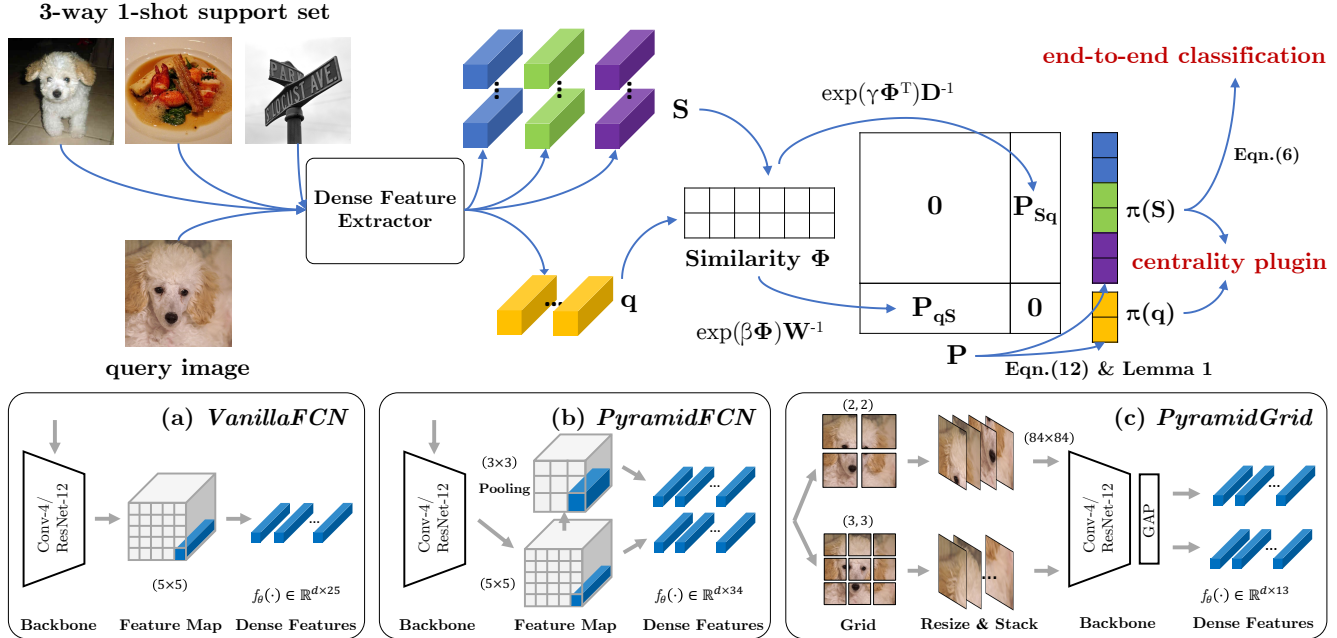 3-way 1-shot support set
PARK
S LOCUST AVE.
Dense Feature
Extractor
query image
S
q
Similarity Φ
exp(γΦᵀ)D⁻¹
exp(βΦ)W⁻¹
0
P_Sq
P_qS
0
P
π(S)
π(q)
end-to-end classification
Eqn.(6)
centrality plugin
Eqn.(12) & Lemma 1
(a) VanillaFCN
Conv-4/
ResNet-12
(5×5)
f_θ(·) ∈ ℝ^{d×25}
Backbone
Feature Map
Dense Features
(b) PyramidFCN
Conv-4/
ResNet-12
(3×3)
Pooling
(5×5)
f_θ(·) ∈ ℝ^{d×34}
Backbone
Feature Map
Dense Features
(c) PyramidGrid
(2, 2)
(3, 3)
(84×84)
Conv-4/
ResNet-12
GAP
f_θ(·) ∈ ℝ^{d×13}
Grid
Resize & Stack
Backbone
Dense Features